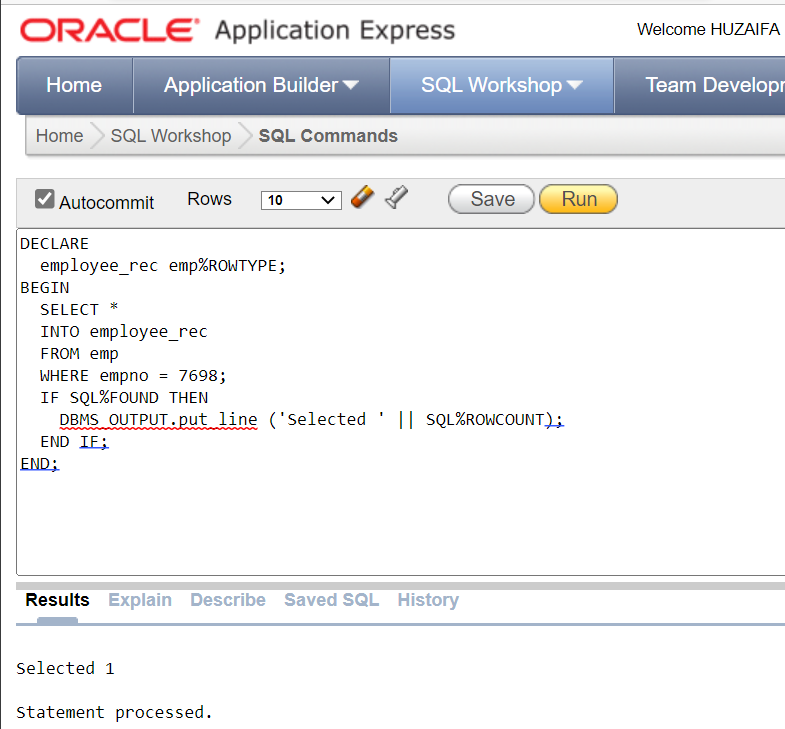 ORACLE® Application Express
Welcome HUZAIFA
Home
Application Builder
SQL Workshop
Team Developr
Home
SQL Workshop
SQL Commands
Autocommit
Rows
10
Save
Run
DECLARE
  employee_rec emp%ROWTYPE;
BEGIN
  SELECT *
  INTO employee_rec
  FROM emp
  WHERE empno = 7698;
  IF SQL%FOUND THEN
    DBMS_OUTPUT.put_line ('Selected ' || SQL%ROWCOUNT);
  END IF;
END;
Results
Explain
Describe
Saved SQL
History
Selected 1
Statement processed.